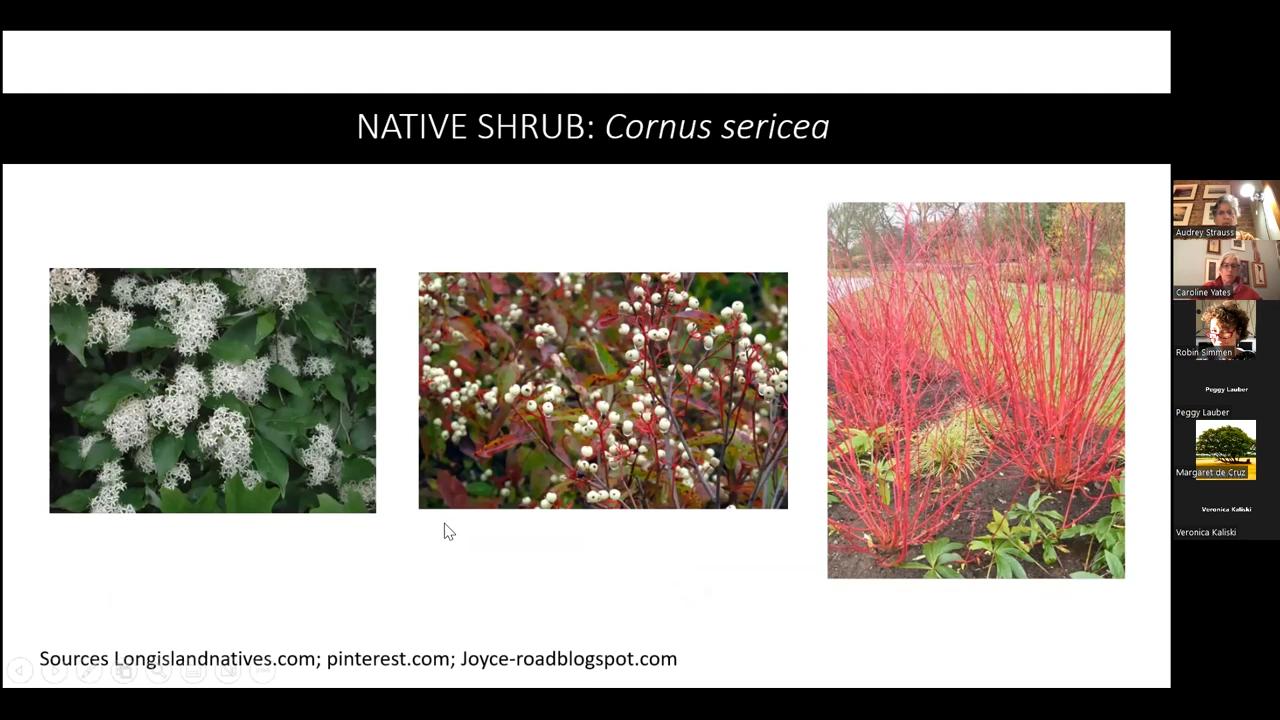 NATIVE SHRUB: Cornus sericea
Sources Longislandnatives.com; pinterest.com; Joyce-roadblogspot.com
Audrey Strauss
Caroline Yates
Robin Simmen
Peggy Lauber
Peggy Lauber
Margaret de Cruz
Veronica Kaliski
Veronica Kaliski